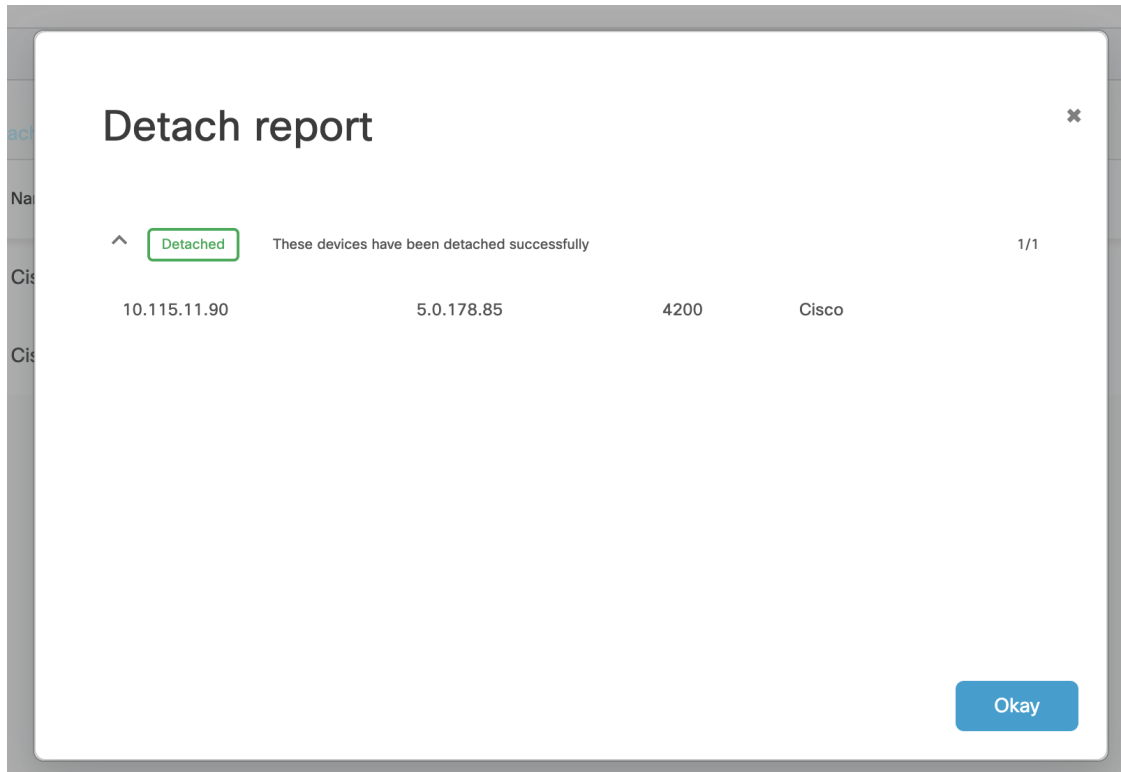 Detach report
Detached These devices have been detached successfully 1/1
10.115.11.90 5.0.178.85 4200 Cisco
Okay